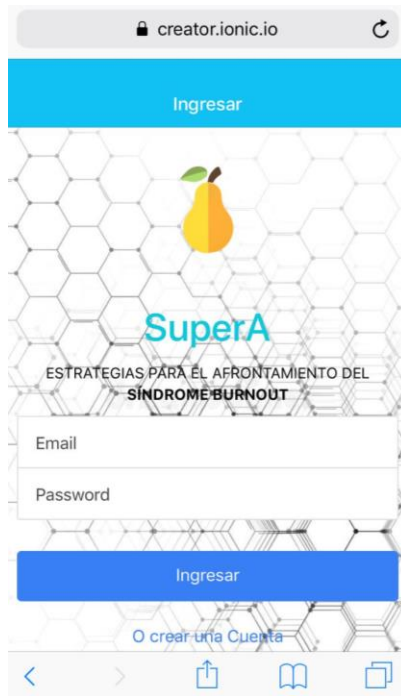 creator.ionic.io
Ingresar
SuperA
ESTRATEGIAS PARA EL AFRONTAMIENTO DEL
SÍNDROME BURNOUT
Email
Password
Ingresar
O crear una Cuenta